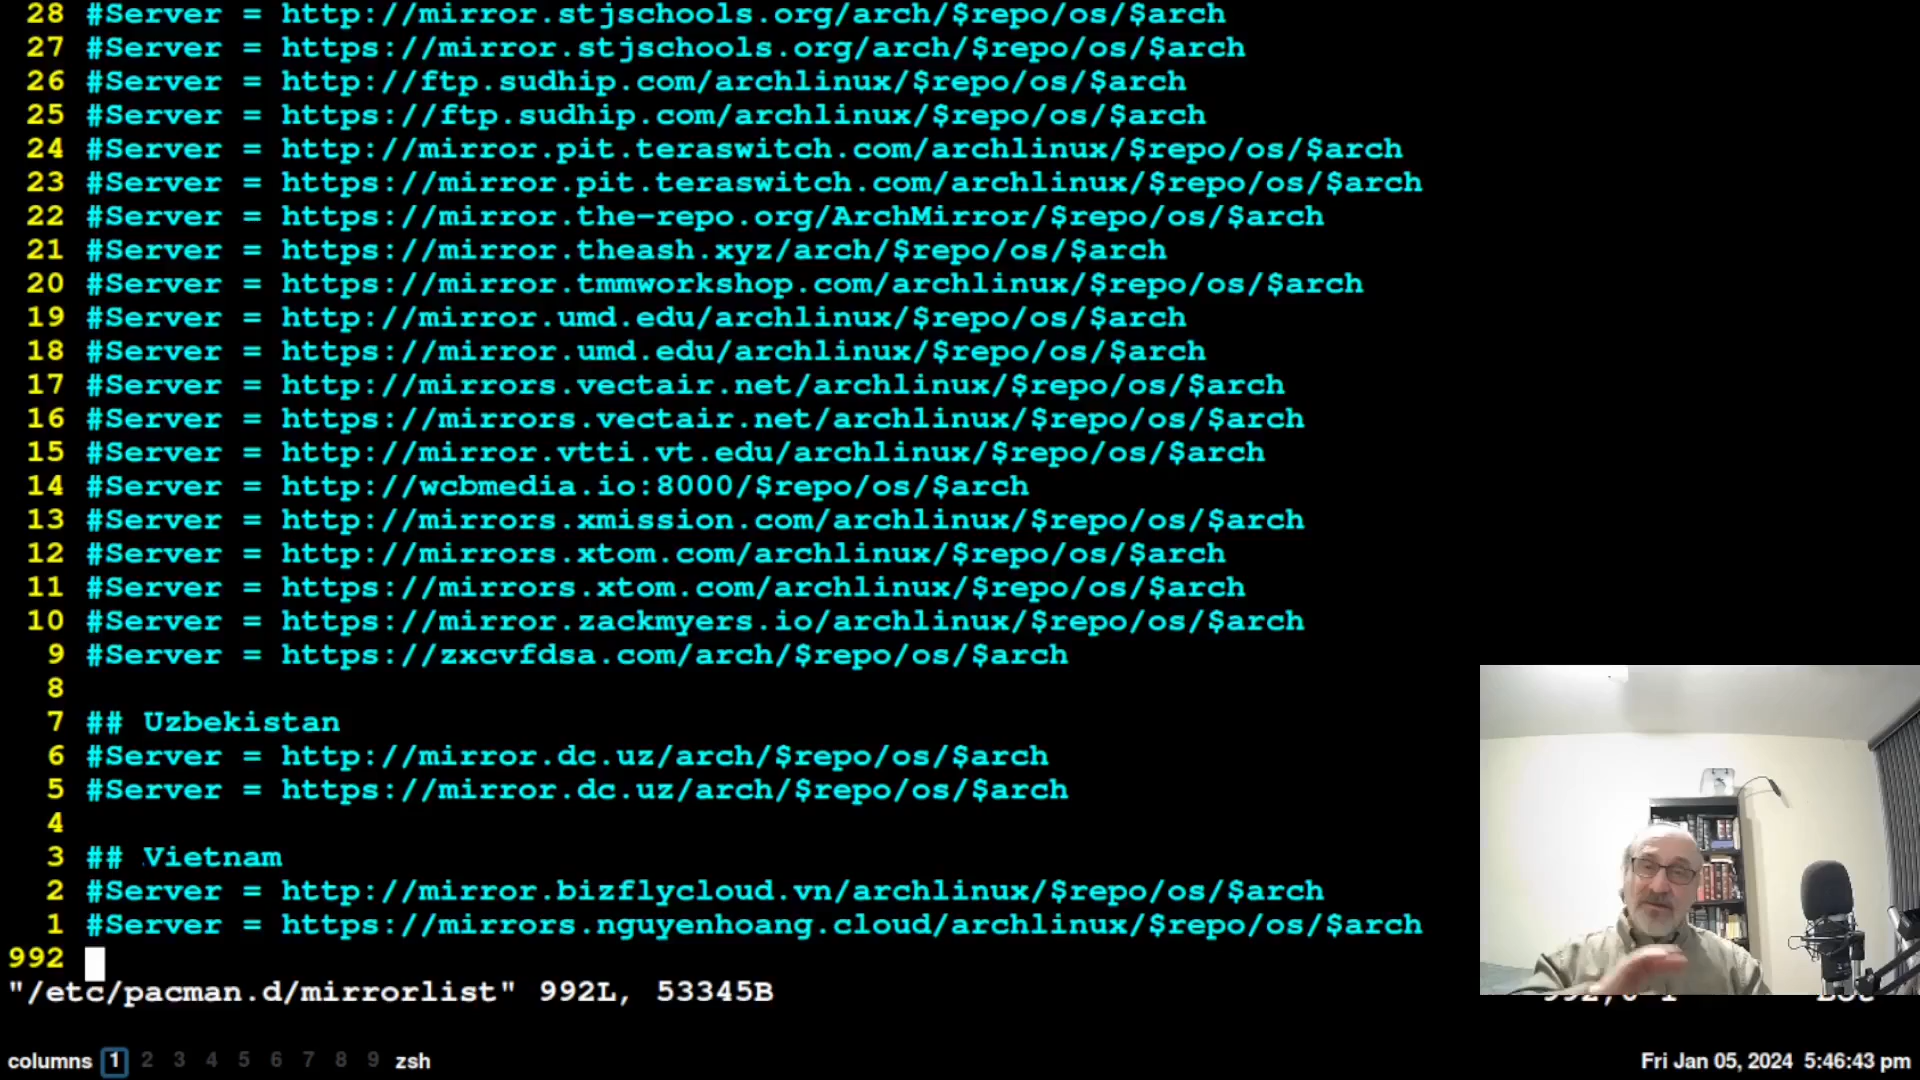 28 #Server = http://mirror.stjschools.org/arch/$repo/os/$arch
27 #Server = https://mirror.stjschools.org/arch/$repo/os/$arch
26 #Server = http://ftp.sudhip.com/archlinux/$repo/os/$arch
25 #Server = https://ftp.sudhip.com/archlinux/$repo/os/$arch
24 #Server = http://mirror.pit.teraswitch.com/archlinux/$repo/os/$arch
23 #Server = https://mirror.pit.teraswitch.com/archlinux/$repo/os/$arch
22 #Server = https://mirror.the-repo.org/ArchMirror/$repo/os/$arch
21 #Server = https://mirror.theash.xyz/arch/$repo/os/$arch
20 #Server = https://mirror.tmmworkshop.com/archlinux/$repo/os/$arch
19 #Server = http://mirror.umd.edu/archlinux/$repo/os/$arch
18 #Server = https://mirror.umd.edu/archlinux/$repo/os/$arch
17 #Server = http://mirrors.vectair.net/archlinux/$repo/os/$arch
16 #Server = https://mirrors.vectair.net/archlinux/$repo/os/$arch
15 #Server = http://mirror.vtti.vt.edu/archlinux/$repo/os/$arch
14 #Server = http://wcbmedia.io:8000/$repo/os/$arch
13 #Server = http://mirrors.xmission.com/archlinux/$repo/os/$arch
12 #Server = http://mirrors.xtom.com/archlinux/$repo/os/$arch
11 #Server = https://mirrors.xtom.com/archlinux/$repo/os/$arch
10 #Server = https://mirror.zackmyers.io/archlinux/$repo/os/$arch
9 #Server = https://zxcvfdsa.com/arch/$repo/os/$arch
8
7 ## Uzbekistan
6 #Server = http://mirror.dc.uz/arch/$repo/os/$arch
5 #Server = https://mirror.dc.uz/arch/$repo/os/$arch
4
3 ## Vietnam
2 #Server = http://mirror.bizflycloud.vn/archlinux/$repo/os/$arch
1 #Server = https://mirrors.nguyenhoang.cloud/archlinux/$repo/os/$arch
992
"/etc/pacman.d/mirrorlist" 992L, 53345B
columns 1 2 3 4 5 6 7 8 9 zsh
Fri Jan 05, 2024 5:46:43 pm